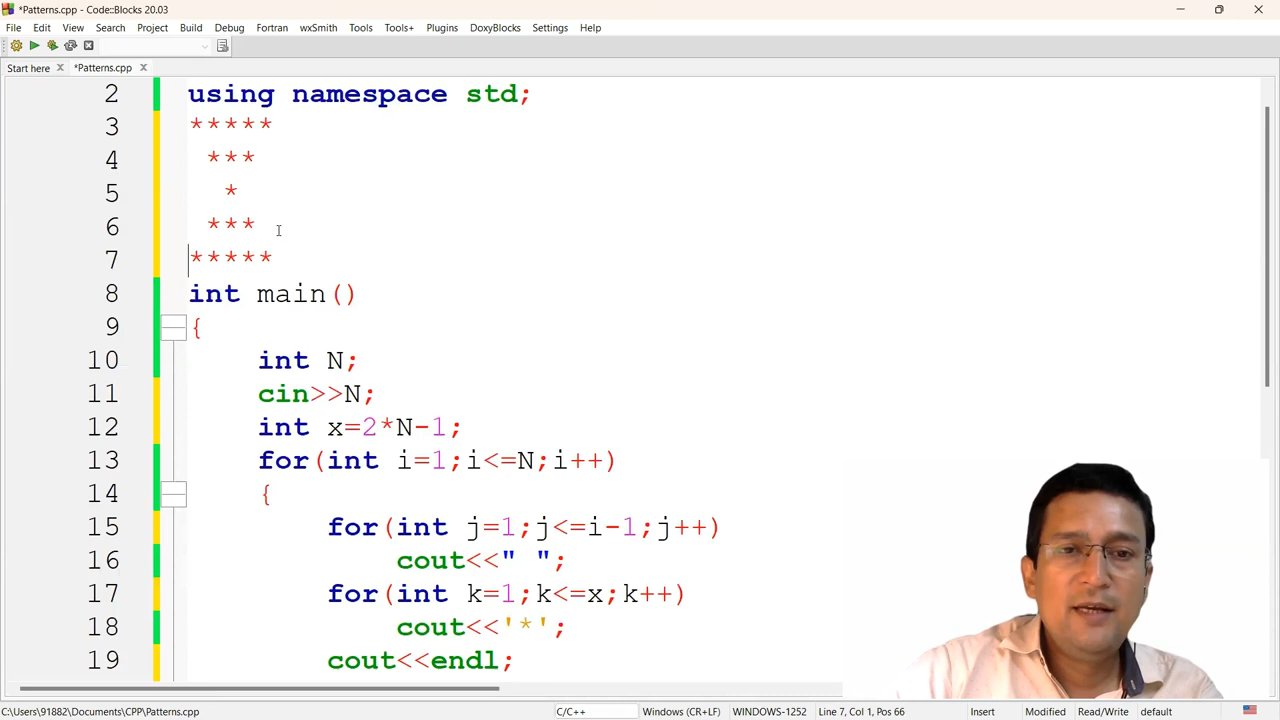 *Patterns.cpp - Code::Blocks 20.03
File Edit View Search Project Build Debug Fortran wxSmith Tools Tools+ Plugins DoxyBlocks Settings Help
Start here *Patterns.cpp
2 using namespace std;
3 *****
4  ***
5   *
6  ***
7 *****
8 int main()
9 {
10     int N;
11     cin>>N;
12     int x=2*N-1;
13     for(int i=1;i<=N;i++)
14     {
15         for(int j=1;j<=i-1;j++)
16             cout<<" ";
17         for(int k=1;k<=x;k++)
18             cout<<'*';
19         cout<<endl;
C:\Users\91882\Documents\CPP\Patterns.cpp C/C++ Windows (CR+LF) WINDOWS-1252 Line 7, Col 1, Pos 66 Insert Modified Read/Write default